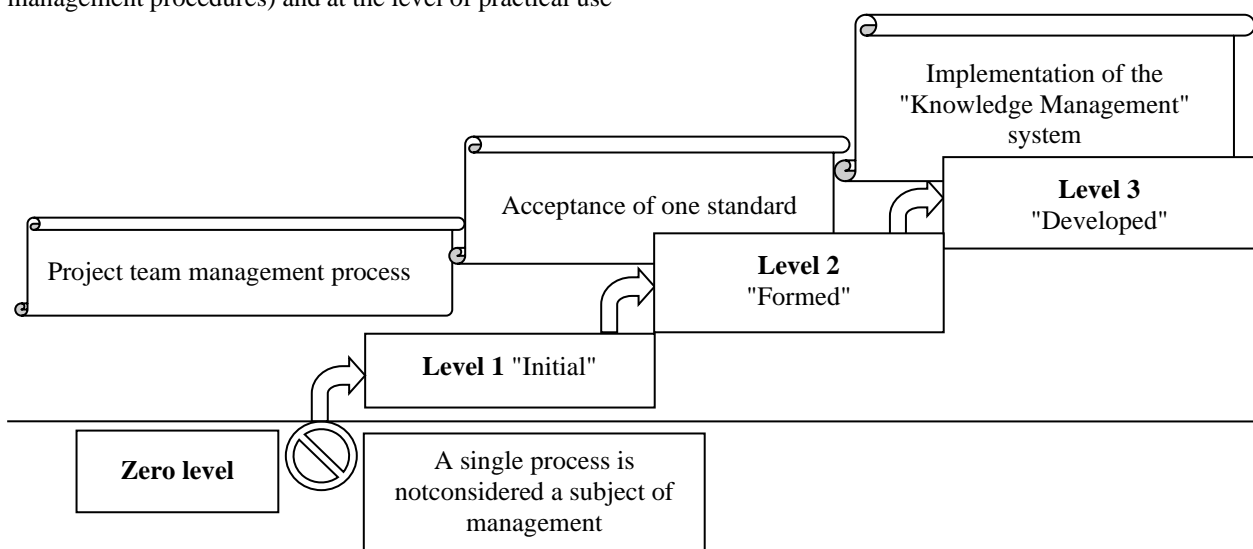 management procedures) and at the level of practical use
Implementation of the
"Knowledge Management"
system
Level 3
"Developed"
Acceptance of one standard
Level 2
"Formed"
Project team management process
Level 1 "Initial"
Zero level
A single process is
notconsidered a subject of
management